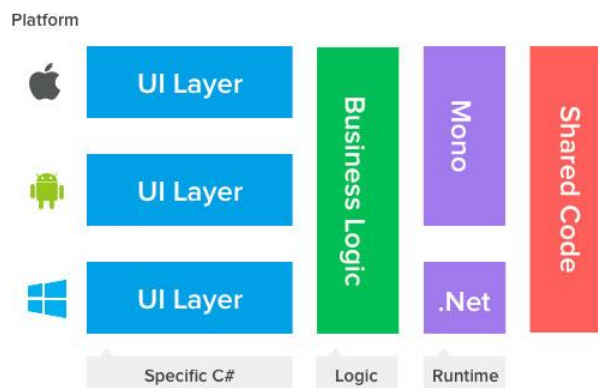 Platform
UI Layer
UI Layer
UI Layer
Business Logic
Mono
.Net
Shared Code
Specific C#
Logic
Runtime